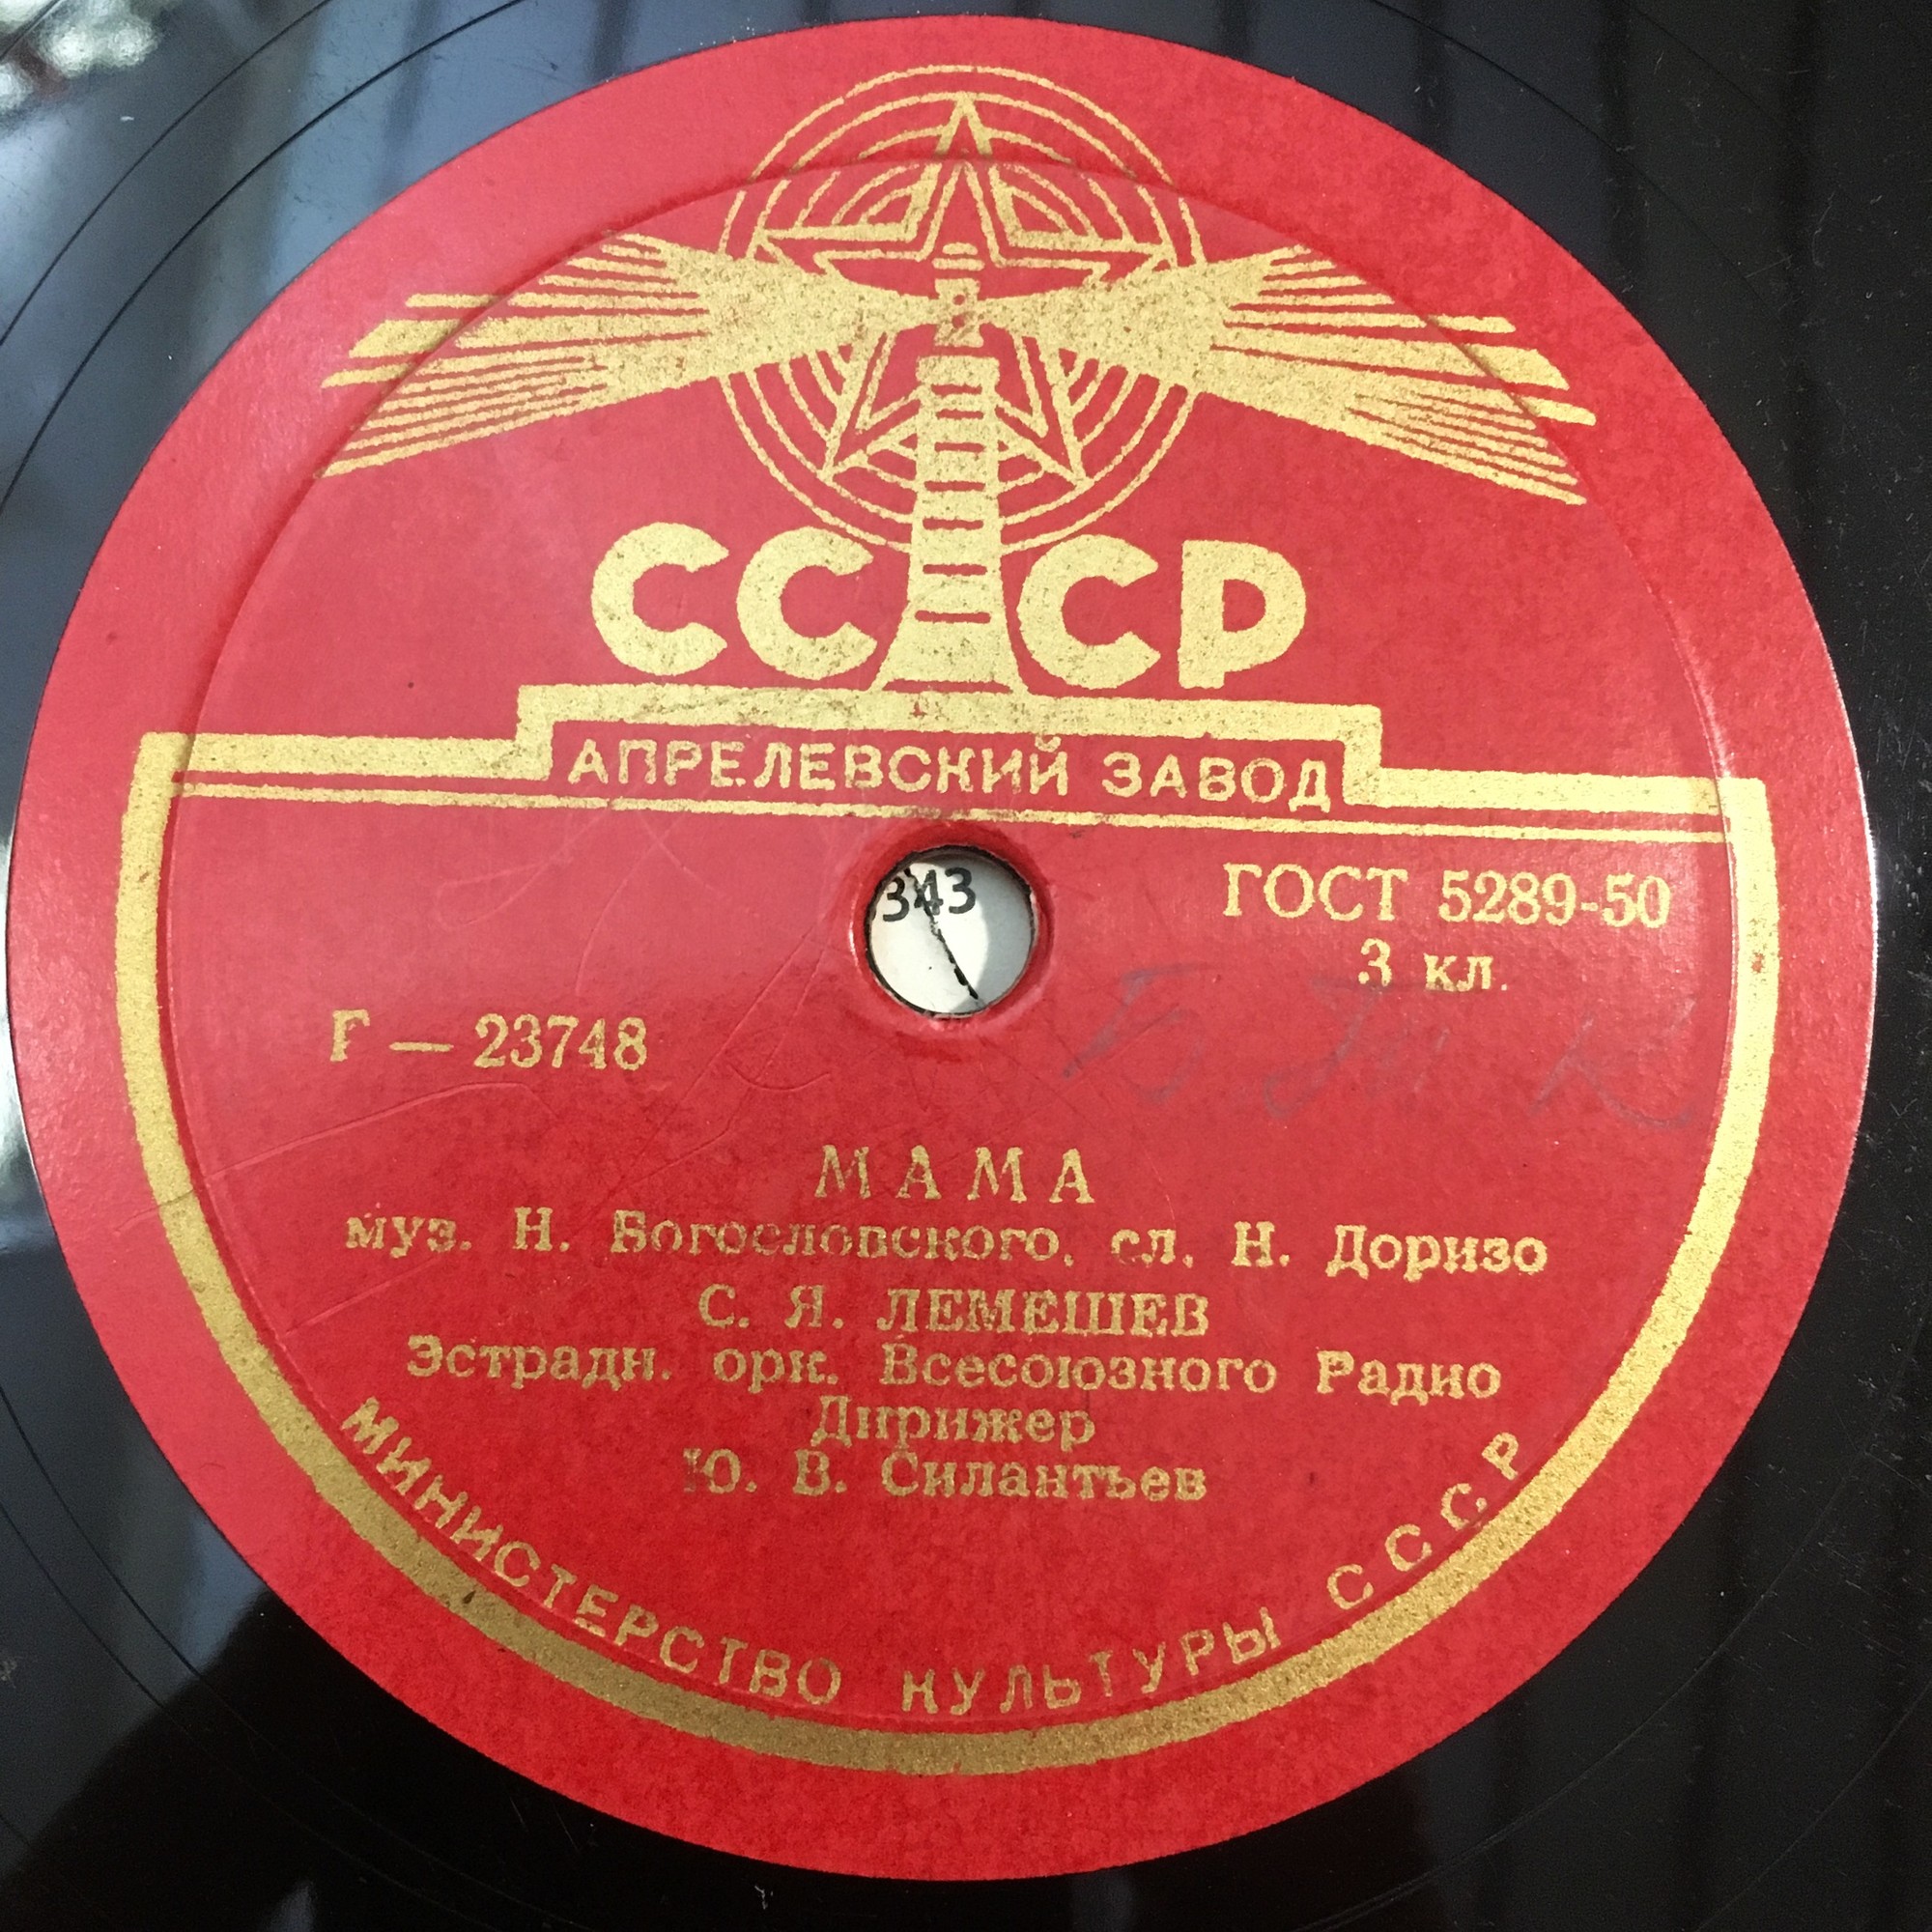 СССР
АПРЕЛЕВСКИЙ ЗАВОД
343
ГОСТ 5289-50
3 кл.
Г — 23748
МАМА
муз. Н. Богословского, сл. Н. Доризо
С. Я. ЛЕМЕШЕВ
Эстрадн. орк. Всесоюзного Радио
Дирижер
Ю. В. Силантьев
МИНИСТЕРСТВО КУЛЬТУРЫ СССР